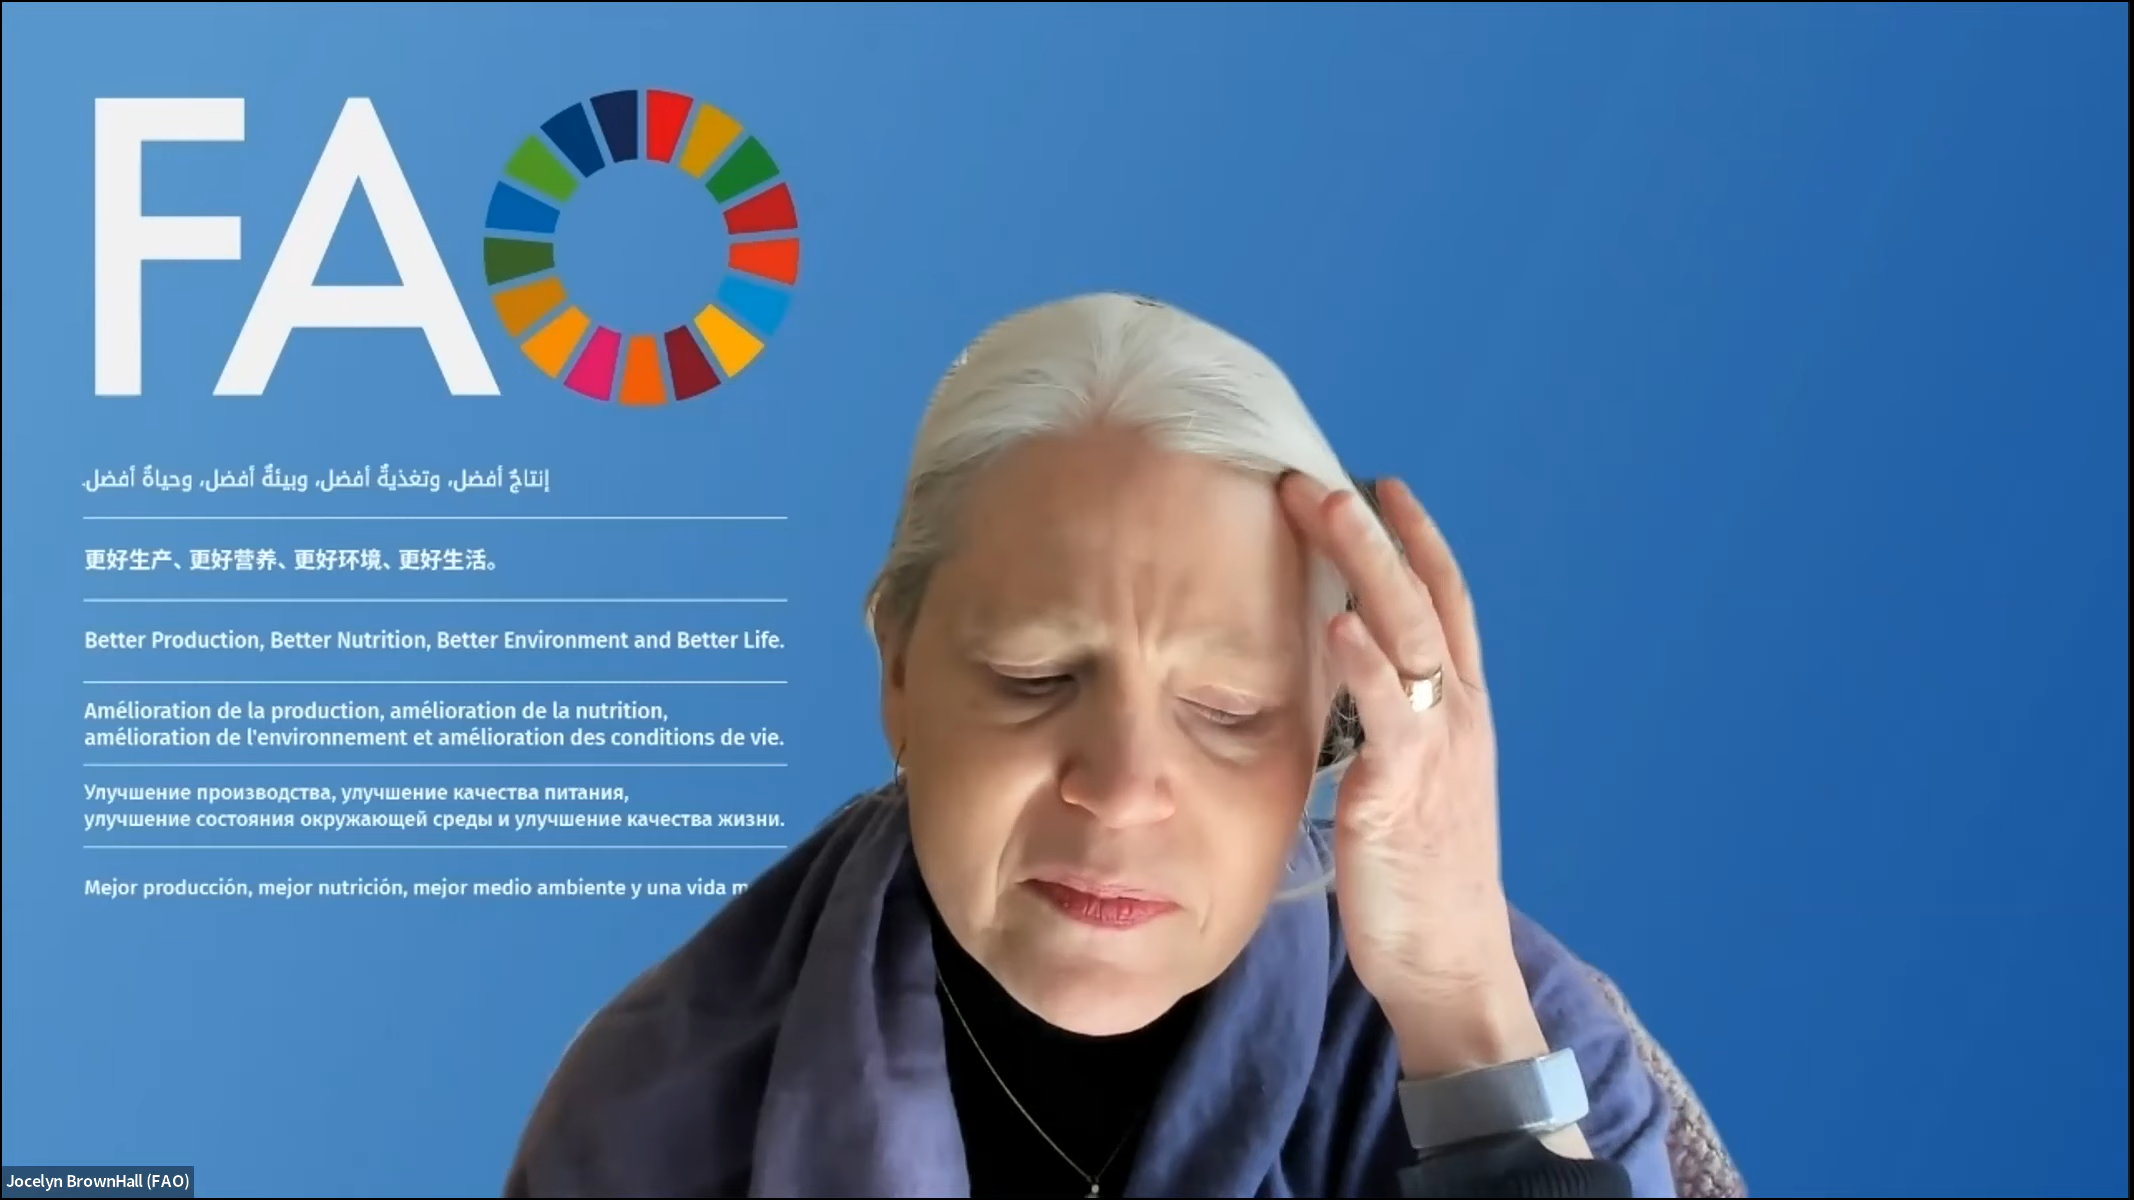 FAO
إنتاجٌ أفضل، وتغذيةٌ أفضل، وبيئةٌ أفضل، وحياةٌ أفضل.
更好生产、更好营养、更好环境、更好生活。
Better Production, Better Nutrition, Better Environment and Better Life.
Amélioration de la production, amélioration de la nutrition,
amélioration de l'environnement et amélioration des conditions de vie.
Улучшение производства, улучшение качества питания,
улучшение состояния окружающей среды и улучшение качества жизни.
Mejor producción, mejor nutrición, mejor medio ambiente y una vida
Jocelyn BrownHall (FAO)